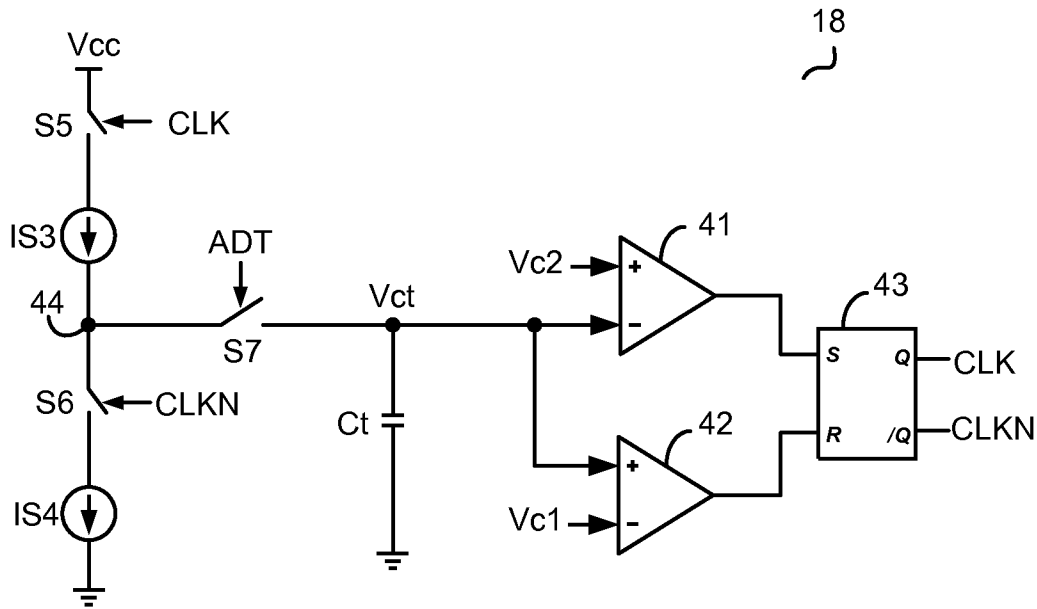 18
Vcc
S5
CLK
IS3
ADT
44
S7
Vct
Vc2
+
-
41
43
S
Q
CLK
R
/Q
CLKN
S6
CLKN
Ct
42
+
Vc1
-
IS4